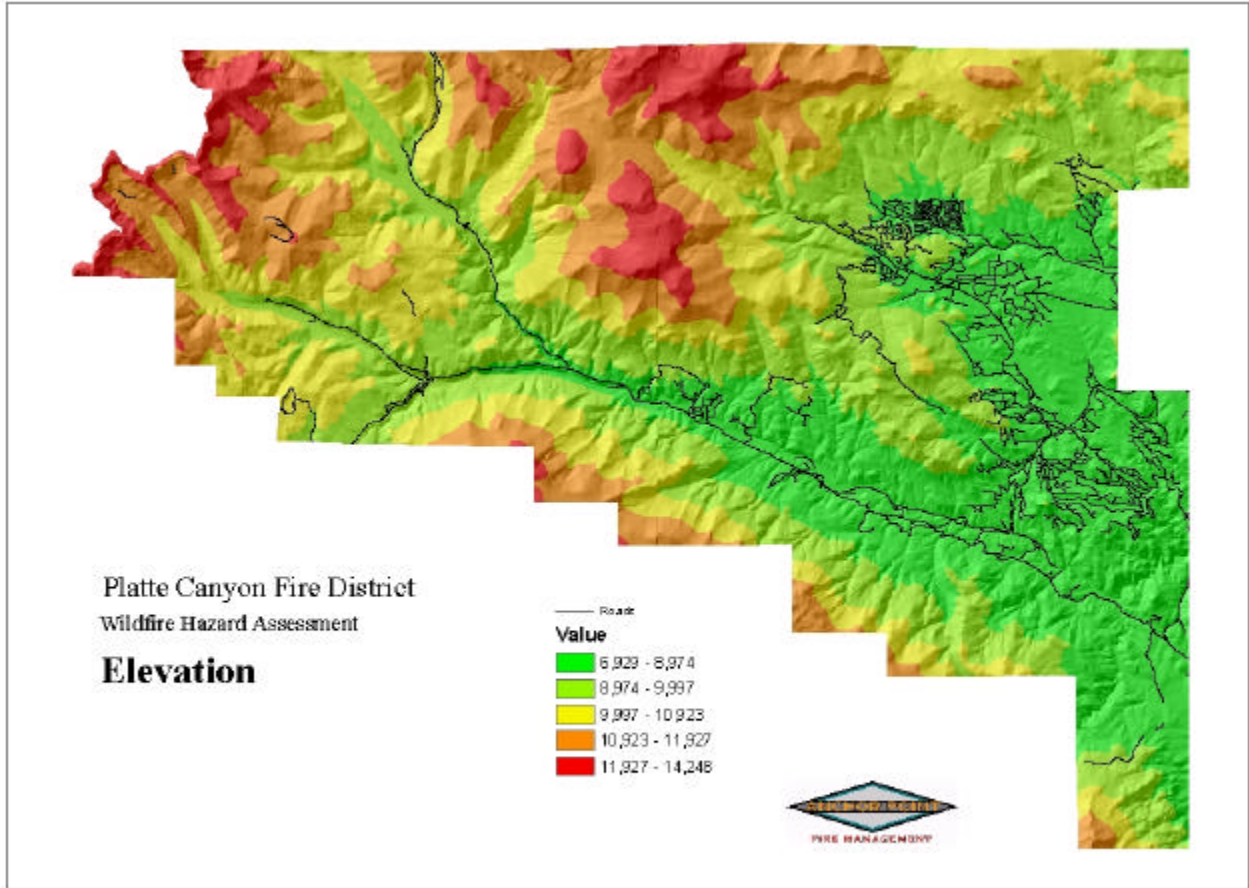 Platte Canyon Fire District
Wildfire Hazard Assessment
Elevation
Roads
Value
6,929 - 8,974
8,974 - 9,997
9,997 - 10,923
10,923 - 11,927
11,927 - 14,248
FIRE MANAGEMENT